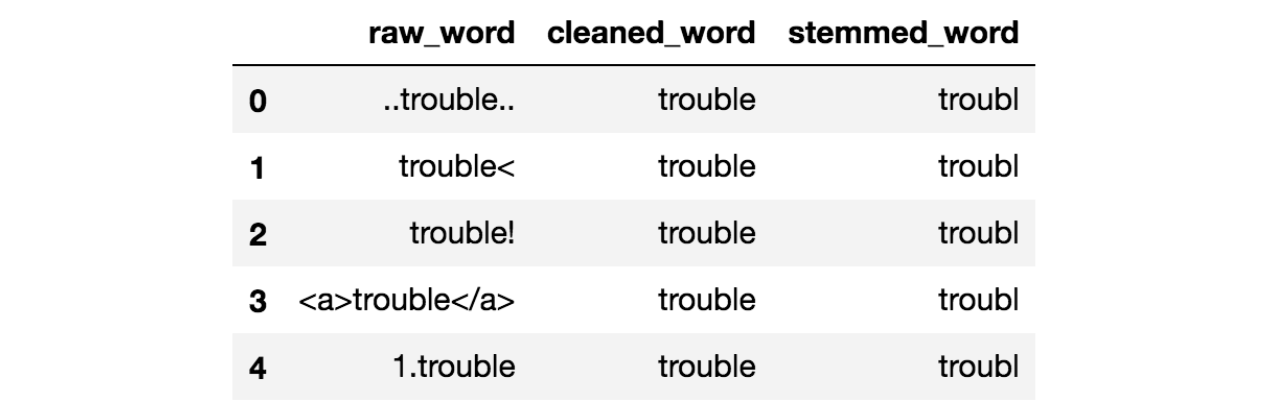 raw_word cleaned_word stemmed_word
0 ..trouble.. trouble troubl
1 trouble< trouble troubl
2 trouble! trouble troubl
3 <a>trouble</a> trouble troubl
4 1.trouble trouble troubl